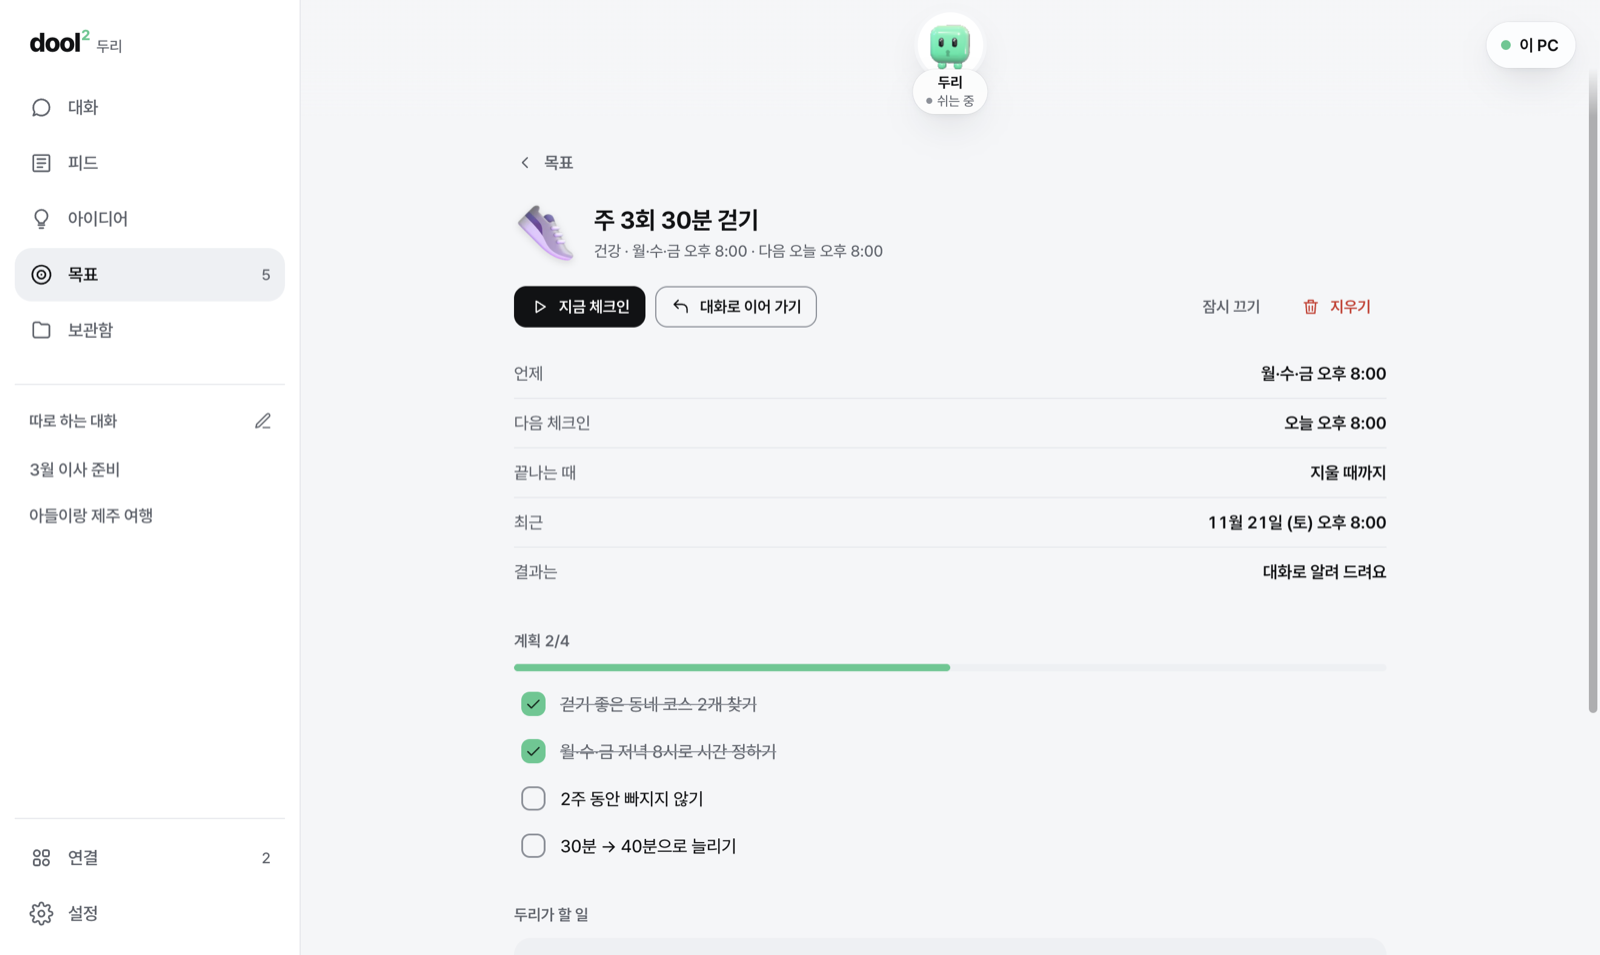 dool² 두리
대화
피드
아이디어
목표 5
보관함
따로 하는 대화
3월 이사 준비
아들이랑 제주 여행
연결 2
설정
두리
쉬는 중
이 PC
목표
주 3회 30분 걷기
건강 · 월·수·금 오후 8:00 · 다음 오늘 오후 8:00
지금 체크인
대화로 이어 가기
잠시 끄기
지우기
언제 월·수·금 오후 8:00
다음 체크인 오늘 오후 8:00
끝나는 때 지울 때까지
최근 11월 21일 (토) 오후 8:00
결과는 대화로 알려 드려요
계획 2/4
걷기 좋은 동네 코스 2개 찾기
월·수·금 저녁 8시로 시간 정하기
2주 동안 빠지지 않기
30분 → 40분으로 늘리기
두리가 할 일